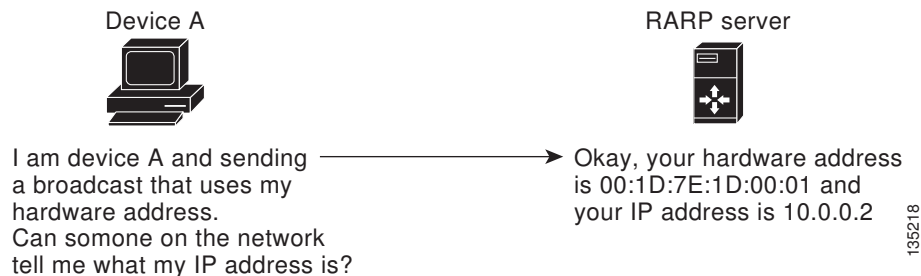 Device A
RARP server
I am device A and sending
a broadcast that uses my
hardware address.
Can somone on the network
tell me what my IP address is?
Okay, your hardware address
is 00:1D:7E:1D:00:01 and
your IP address is 10.0.0.2
135218